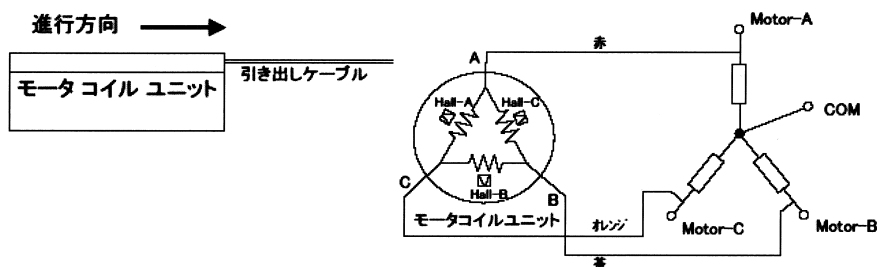 進行方向
引き出しケーブル
モータコイル ユニット
A
Hall-A
Hall-C
Hall-B
C
B
モータコイルユニット
赤
オレンジ
Motor-A
COM
Motor-C
Motor-B